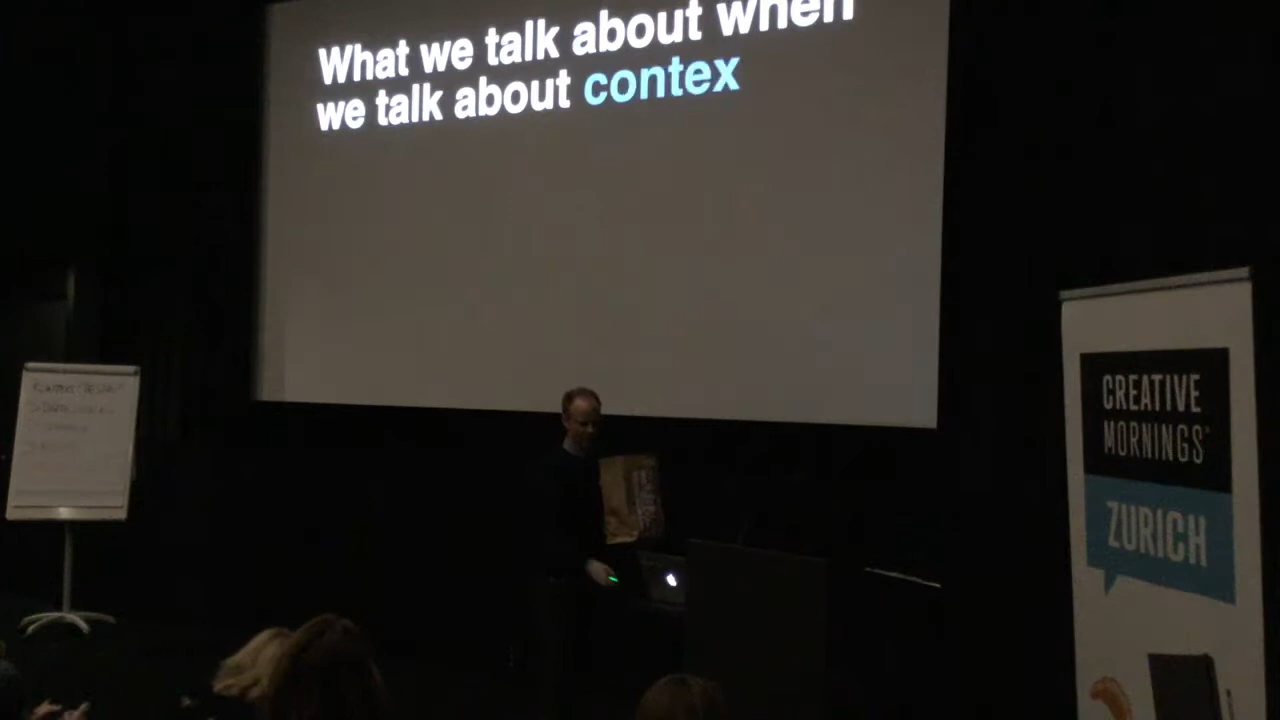 What we talk about when
we talk about contex
CREATIVE
MORNINGS®
ZURICH